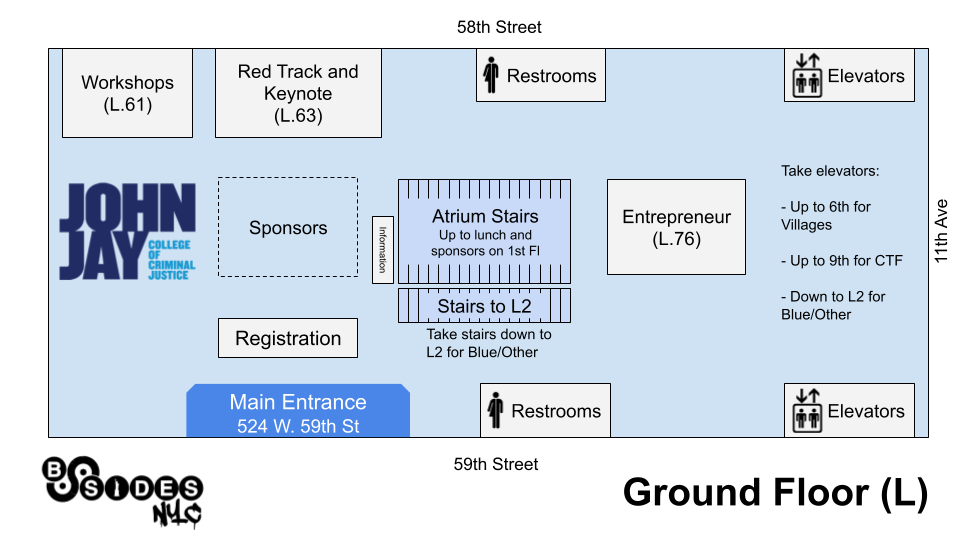 58th Street
Workshops
(L.61)
Red Track and
Keynote
(L.63)
Restrooms
Elevators
JOHN
JAY
COLLEGE
OF
CRIMINAL
JUSTICE
Sponsors
Information
Atrium Stairs
Up to lunch and
sponsors on 1st Fl
Stairs to L2
Take stairs down to
L2 for Blue/Other
Entrepreneur
(L.76)
Take elevators:
- Up to 6th for
Villages
- Up to 9th for CTF
- Down to L2 for
Blue/Other
11th Ave
Registration
Main Entrance
524 W. 59th St
Restrooms
Elevators
59th Street
BSIDES
NYC
Ground Floor (L)